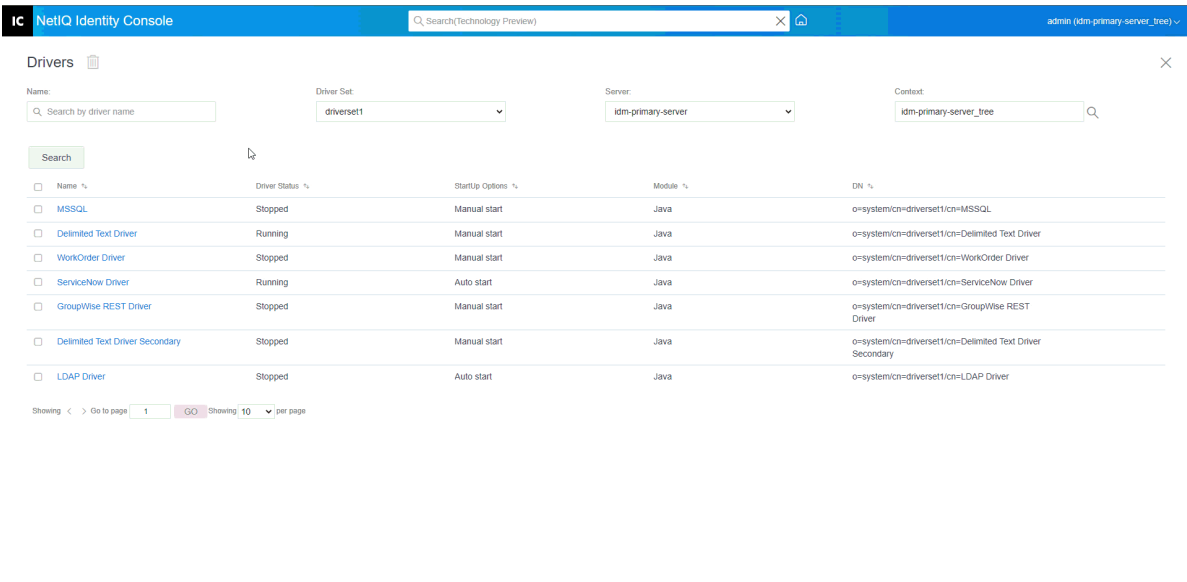 IC NetIQ Identity Console Search(Technology Preview) admin (idm-primary-server_tree)
Drivers
Name: Driver Set: Server: Context:
Search by driver name driverset1 idm-primary-server idm-primary-server_tree
Search
Name Driver Status StartUp Options Module DN
MSSQL Stopped Manual start Java o=system/cn=driverset1/cn=MSSQL
Delimited Text Driver Running Manual start Java o=system/cn=driverset1/cn=Delimited Text Driver
WorkOrder Driver Stopped Manual start Java o=system/cn=driverset1/cn=WorkOrder Driver
ServiceNow Driver Running Auto start Java o=system/cn=driverset1/cn=ServiceNow Driver
GroupWise REST Driver Stopped Manual start Java o=system/cn=driverset1/cn=GroupWise REST
Driver
Delimited Text Driver Secondary Stopped Manual start Java o=system/cn=driverset1/cn=Delimited Text Driver
Secondary
LDAP Driver Stopped Auto start Java o=system/cn=driverset1/cn=LDAP Driver
Showing < > Go to page 1 GO Showing 10 per page